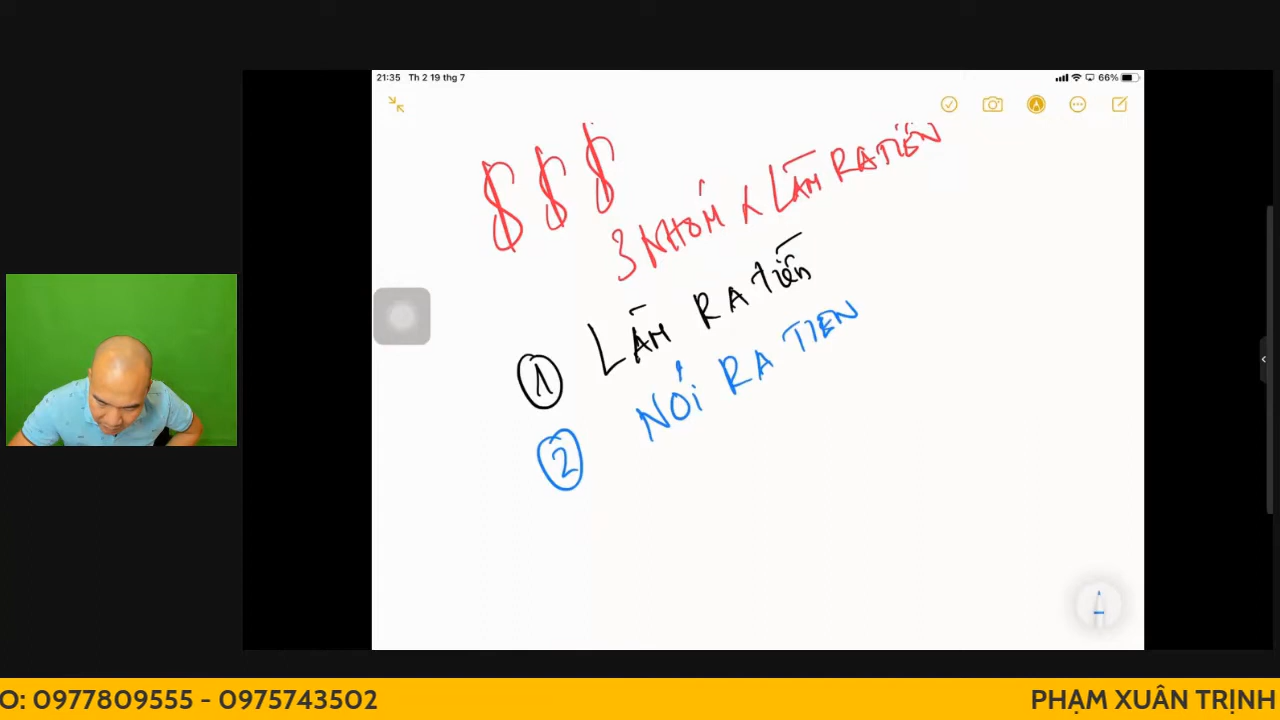 21:35 Th 2 19 thg 7
66%
$ $ $
3 NHÓM LÀM RA TIỀN
1 LÀM RA tiền
2 NÓI RA TIEN
O: 0977809555 - 0975743502
PHẠM XUÂN TRỊNH